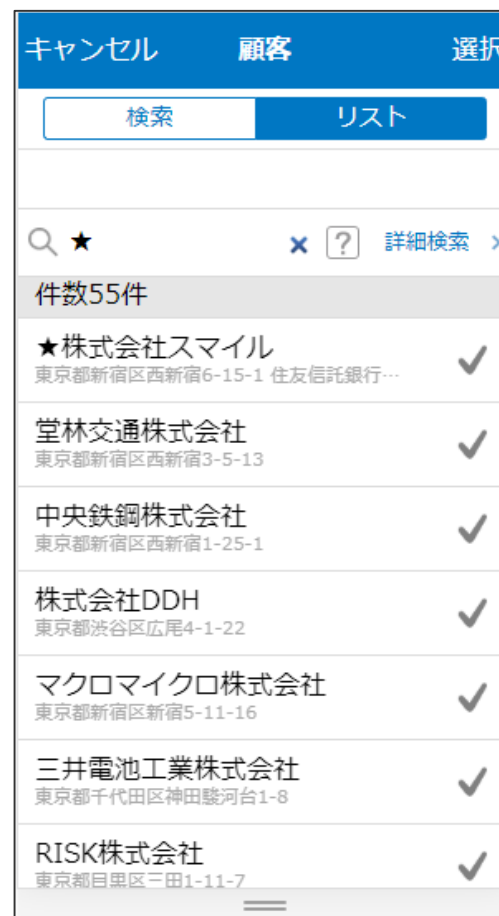 キャンセル 顧客 選択
検索 リスト
★ × ? 詳細検索
件数55件
★株式会社スマイル
東京都新宿区西新宿6-15-1 住友信託銀行…
堂林交通株式会社
東京都新宿区西新宿3-5-13
中央鉄鋼株式会社
東京都新宿区西新宿1-25-1
株式会社DDH
東京都渋谷区広尾4-1-22
マクロマイクロ株式会社
東京都新宿区新宿5-11-16
三井電池工業株式会社
東京都千代田区神田駿河台1-8
RISK株式会社
東京都目黒区三田1-11-7